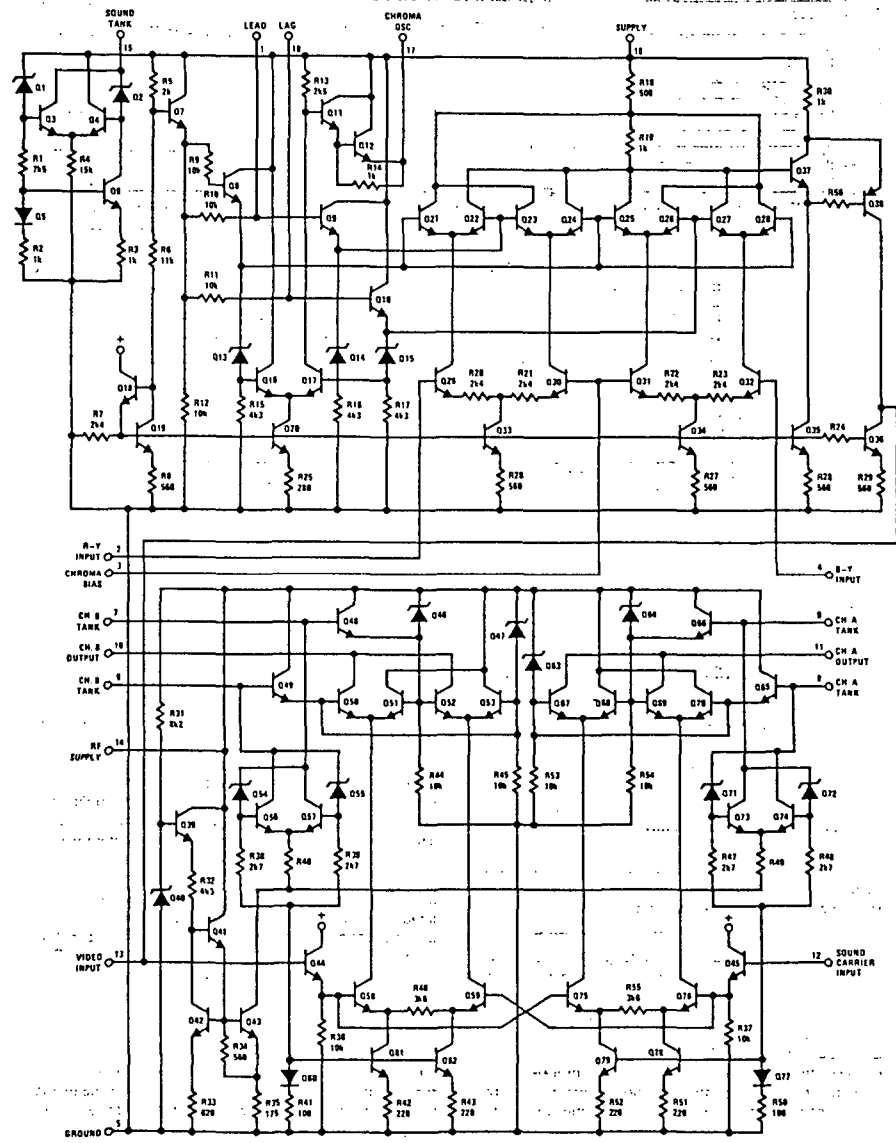 SOUND
TANK
15
LEAD
1
LAG
18
CHROMA
OSC
17
SUPPLY
16
Q1
Q2
Q3
Q4
R1
7k5
R4
15k
Q5
Q6
R2
1k
R3
1k
R5
2k
R6
11k
Q7
R9
10k
R10
10k
Q8
Q9
R11
10k
R13
2k5
Q11
Q12
R14
1k
Q10
R18
500
R19
1k
R30
1k
Q37
Q38
R56
Q21
Q22
Q23
Q24
Q25
Q26
Q27
Q28
+
Q18
R7
2k4
Q19
R8
560
R12
10k
Q13
Q14
Q15
Q16
Q17
R15
4k3
R16
4k3
R17
4k3
Q20
R25
280
Q29
R20
2k4
R21
2k4
Q30
Q31
R22
2k4
R23
2k4
Q32
Q33
Q34
Q35
R24
Q36
R26
560
R27
560
R28
560
R29
560
R-Y
INPUT
2
CHROMA
BIAS
3
4
B-Y
INPUT
CH B
TANK
7
CH B
OUTPUT
10
CH B
TANK
6
9
CH A
TANK
11
CH A
OUTPUT
8
CH A
TANK
RF
SUPPLY
14
R31
8k2
Q46
Q47
Q48
Q49
Q50
Q51
Q52
Q53
Q63
Q64
Q65
Q66
Q67
Q68
Q69
Q70
R44
10k
R45
10k
R53
10k
R54
10k
Q54
Q55
Q56
Q57
R38
2k7
R40
R39
2k7
Q71
Q72
Q73
Q74
R47
2k7
R49
R48
2k7
Q39
R32
4k3
Q40
Q41
Q42
Q43
R34
560
R33
620
R35
175
VIDEO
INPUT
13
12
SOUND
CARRIER
INPUT
+
Q44
+
Q45
Q58
R46
3k6
Q59
Q75
R55
3k6
Q76
R36
10k
R37
10k
Q60
Q61
Q62
R41
100
R42
220
R43
220
Q79
Q78
Q77
R52
220
R51
220
R50
100
GROUND
5